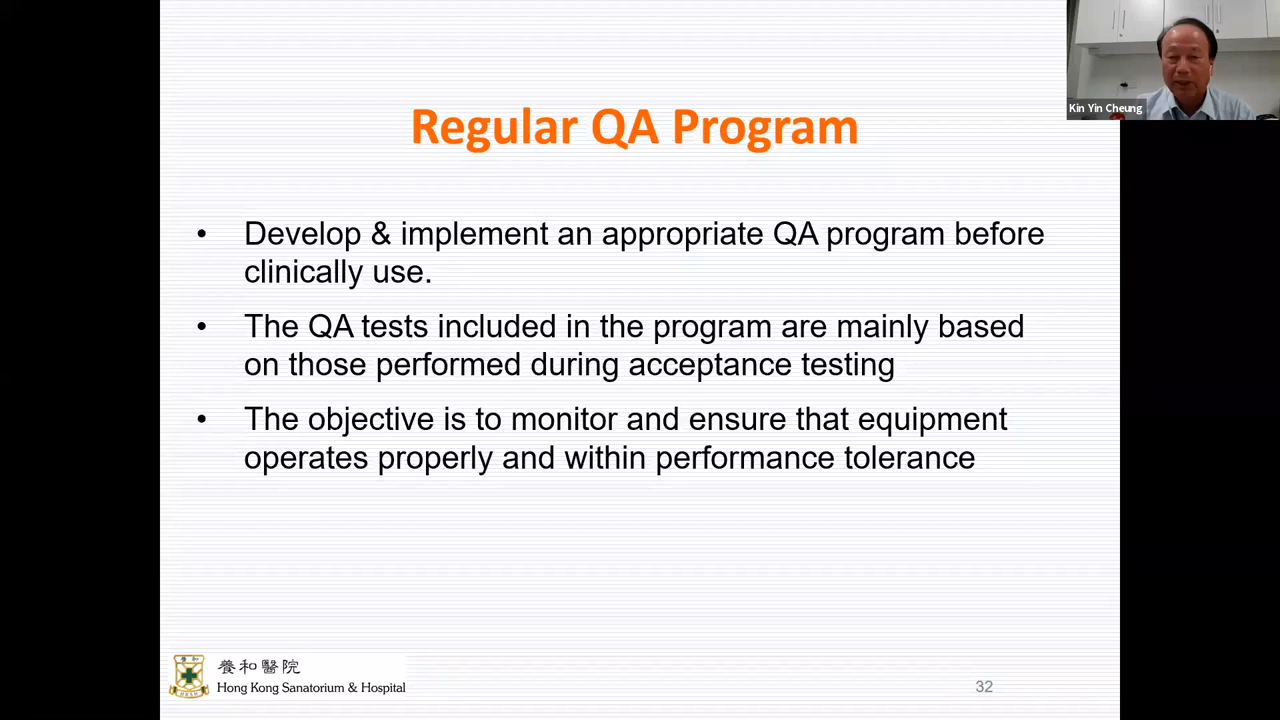 Kin Yin Cheung
Regular QA Program
• Develop & implement an appropriate QA program before
clinically use.
• The QA tests included in the program are mainly based
on those performed during acceptance testing
• The objective is to monitor and ensure that equipment
operates properly and within performance tolerance
養和醫院
Hong Kong Sanatorium & Hospital
32